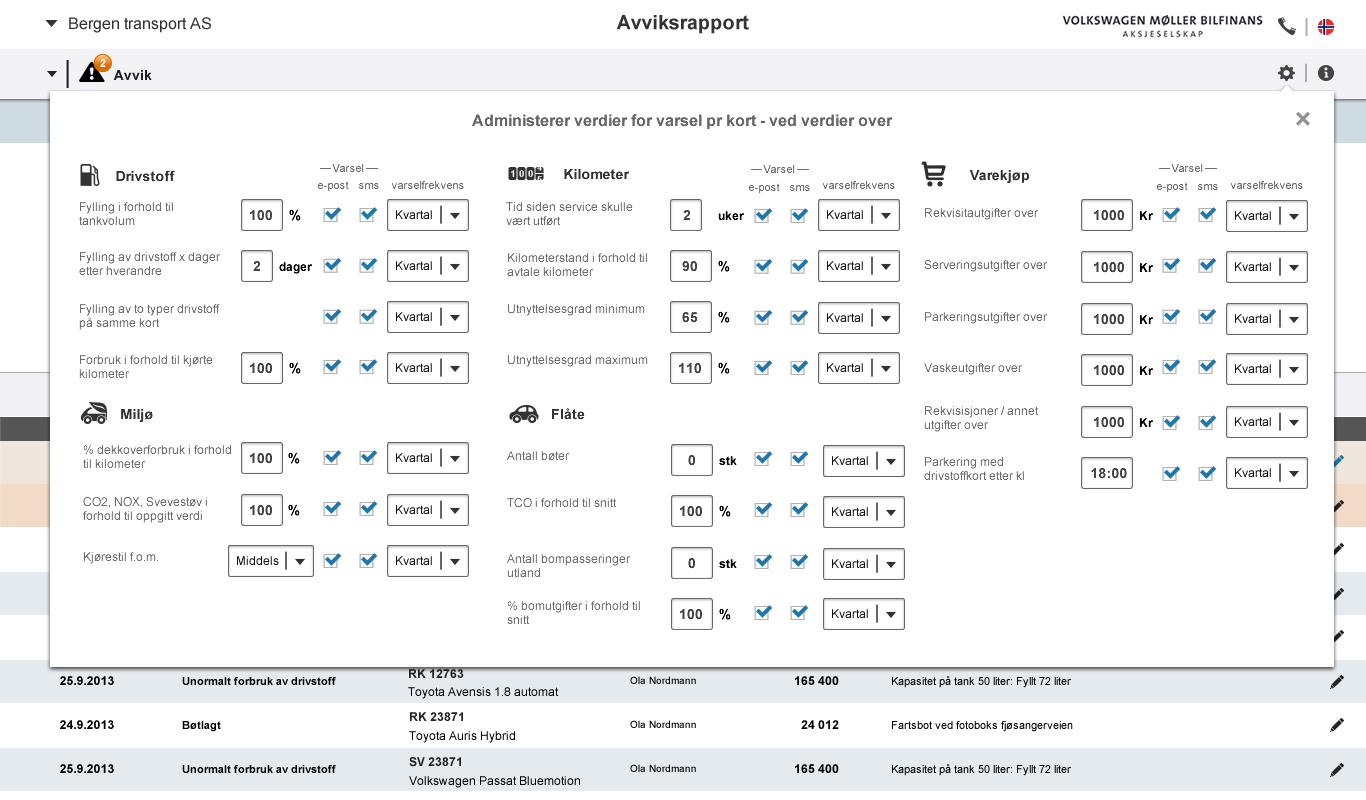 Bergen transport AS
Avviksrapport
VOLKSWAGEN MØLLER BILFINANS
AKSJESELSKAP
2
Avvik
Administerer verdier for varsel pr kort - ved verdier over
Drivstoff
Varsel
e-post sms varselfrekvens
Fylling i forhold til
tankvolum
100 % Kvartal
Fylling av drivstoff x dager
etter hverandre
2 dager Kvartal
Fylling av to typer drivstoff
på samme kort
Kvartal
Forbruk i forhold til kjørte
kilometer
100 % Kvartal
Miljø
% dekkoverforbruk i forhold
til kilometer
100 % Kvartal
CO2, NOX, Svevestøv i
forhold til oppgitt verdi
100 % Kvartal
Kjørestil f.o.m.
Middels Kvartal
100
Kilometer
Varsel
e-post sms varselfrekvens
Tid siden service skulle
vært utført
2 uker Kvartal
Kilometerstand i forhold til
avtale kilometer
90 % Kvartal
Utnyttelsesgrad minimum
65 % Kvartal
Utnyttelsesgrad maximum
110 % Kvartal
Flåte
Antall bøter
0 stk Kvartal
TCO i forhold til snitt
100 % Kvartal
Antall bompasseringer
utland
0 stk Kvartal
% bomutgifter i forhold til
snitt
100 % Kvartal
Varekjøp
Varsel
e-post sms varselfrekvens
Rekvisitautgifter over
1000 Kr Kvartal
Serveringsutgifter over
1000 Kr Kvartal
Parkeringsutgifter over
1000 Kr Kvartal
Vaskeutgifter over
1000 Kr Kvartal
Rekvisisjoner / annet
utgifter over
1000 Kr Kvartal
Parkering med
drivstoffkort etter kl
18:00 Kvartal
25.9.2013 Unormalt forbruk av drivstoff RK 12763 Ola Nordmann 165 400 Kapasitet på tank 50 liter: Fyllt 72 liter
Toyota Avensis 1.8 automat
24.9.2013 Bøtlagt RK 23871 Ola Nordmann 24 012 Fartsbot ved fotoboks fjøsangerveien
Toyota Auris Hybrid
25.9.2013 Unormalt forbruk av drivstoff SV 23871 Ola Nordmann 165 400 Kapasitet på tank 50 liter: Fyllt 72 liter
Volkswagen Passat Bluemotion